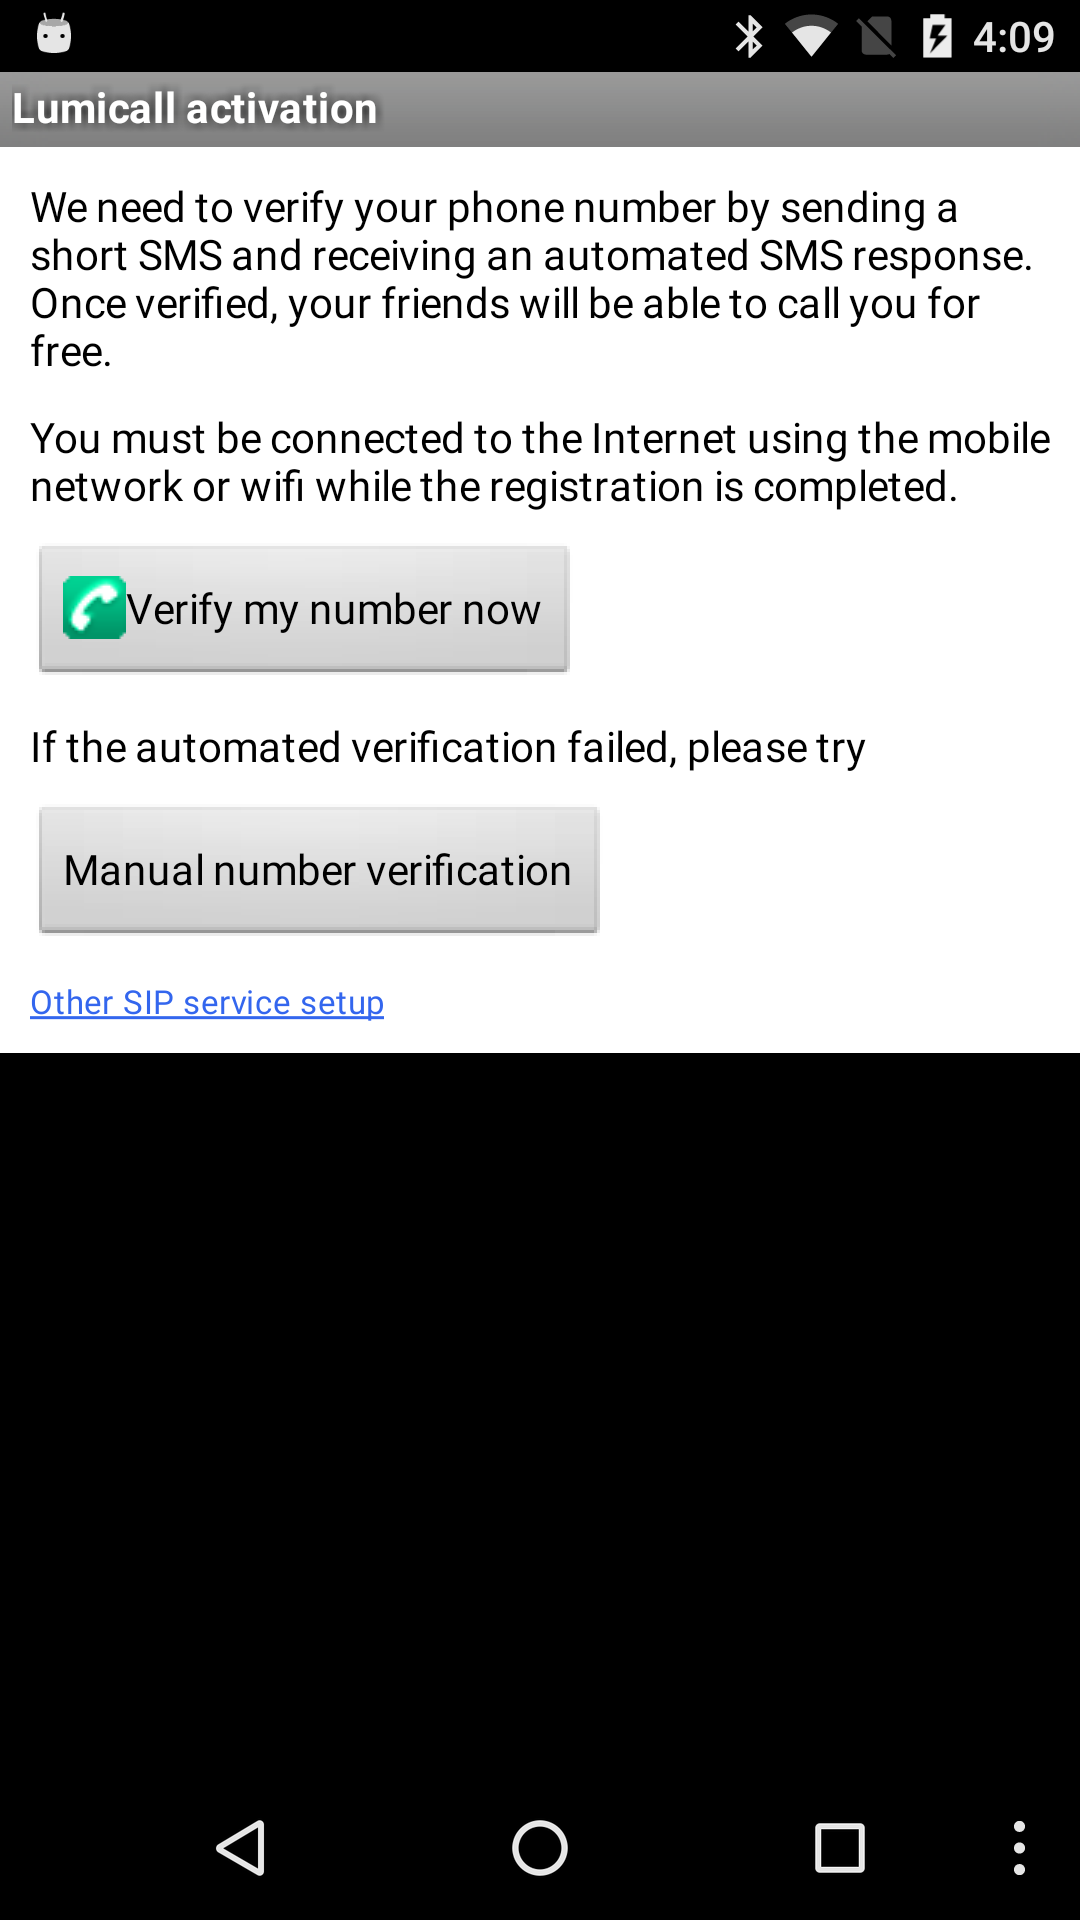 4:09
Lumicall activation
We need to verify your phone number by sending a
short SMS and receiving an automated SMS response.
Once verified, your friends will be able to call you for
free.
You must be connected to the Internet using the mobile
network or wifi while the registration is completed.
Verify my number now
If the automated verification failed, please try
Manual number verification
Other SIP service setup